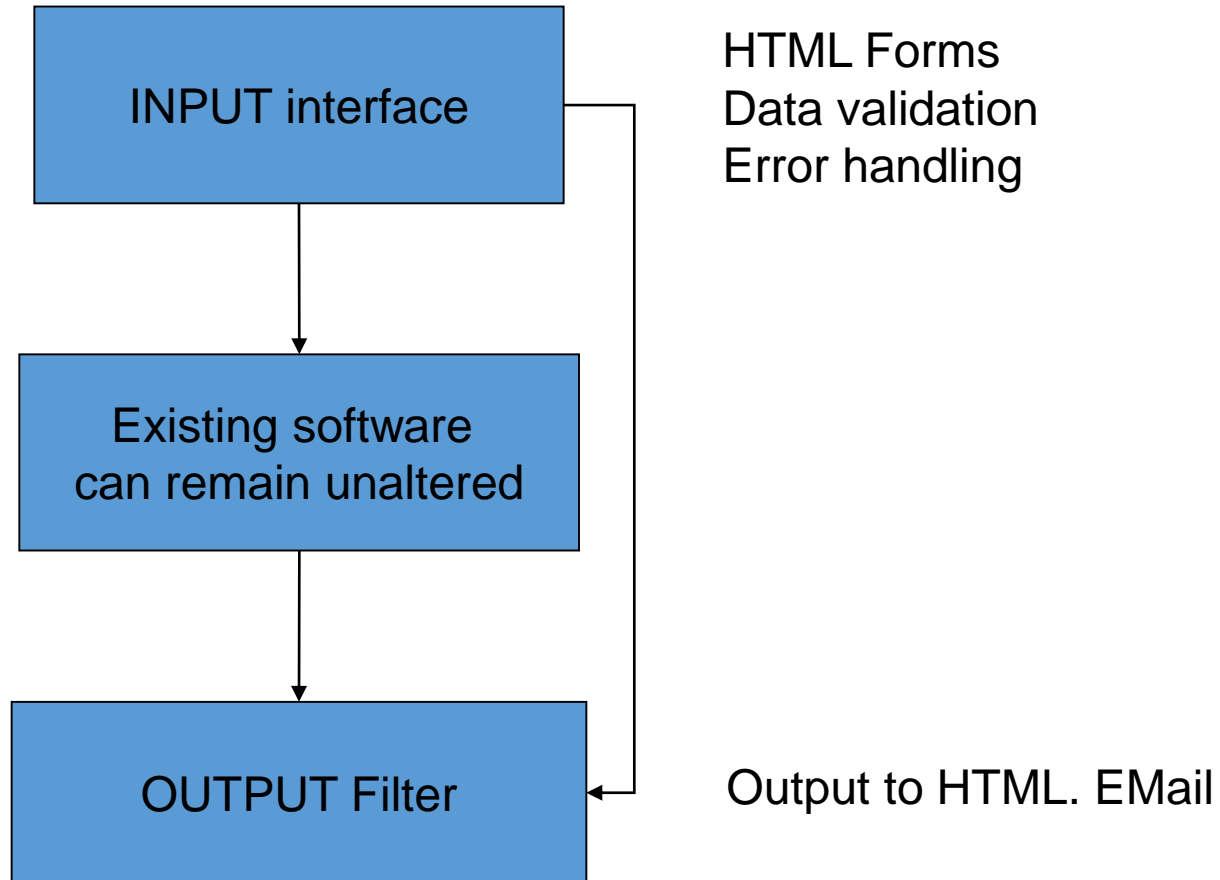 INPUT interface
HTML Forms
Data validation
Error handling
Existing software
can remain unaltered
OUTPUT Filter
Output to HTML. EMail